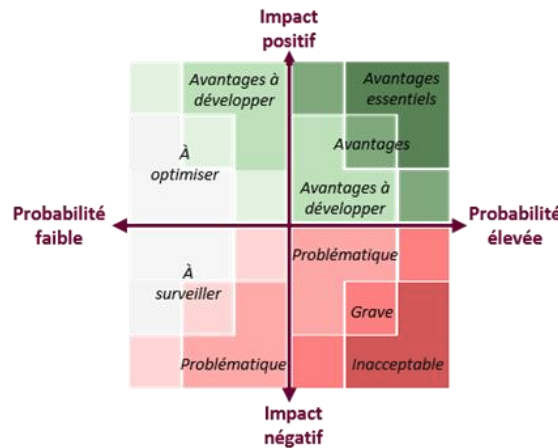 Impact
positif
Avantages à
développer
Avantages
essentiels
À
optimiser
Avantages
Avantages à
développer
Probabilité
faible
Probabilité
élevée
À
surveiller
Problématique
Grave
Problématique
Inacceptable
Impact
négatif